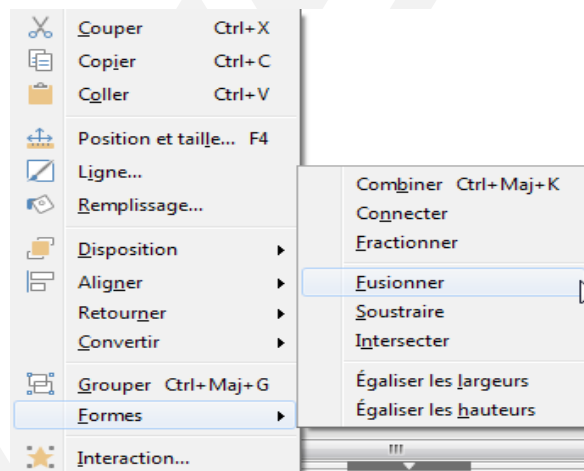 Couper Ctrl+X
Copier Ctrl+C
Coller Ctrl+V
Position et taille... F4
Ligne...
Remplissage...
Disposition
Aligner
Retourner
Convertir
Grouper Ctrl+Maj+G
Formes
Interaction...
Combiner Ctrl+Maj+K
Connecter
Fractionner
Fusionner
Soustraire
Intersecter
Égaliser les largeurs
Égaliser les hauteurs